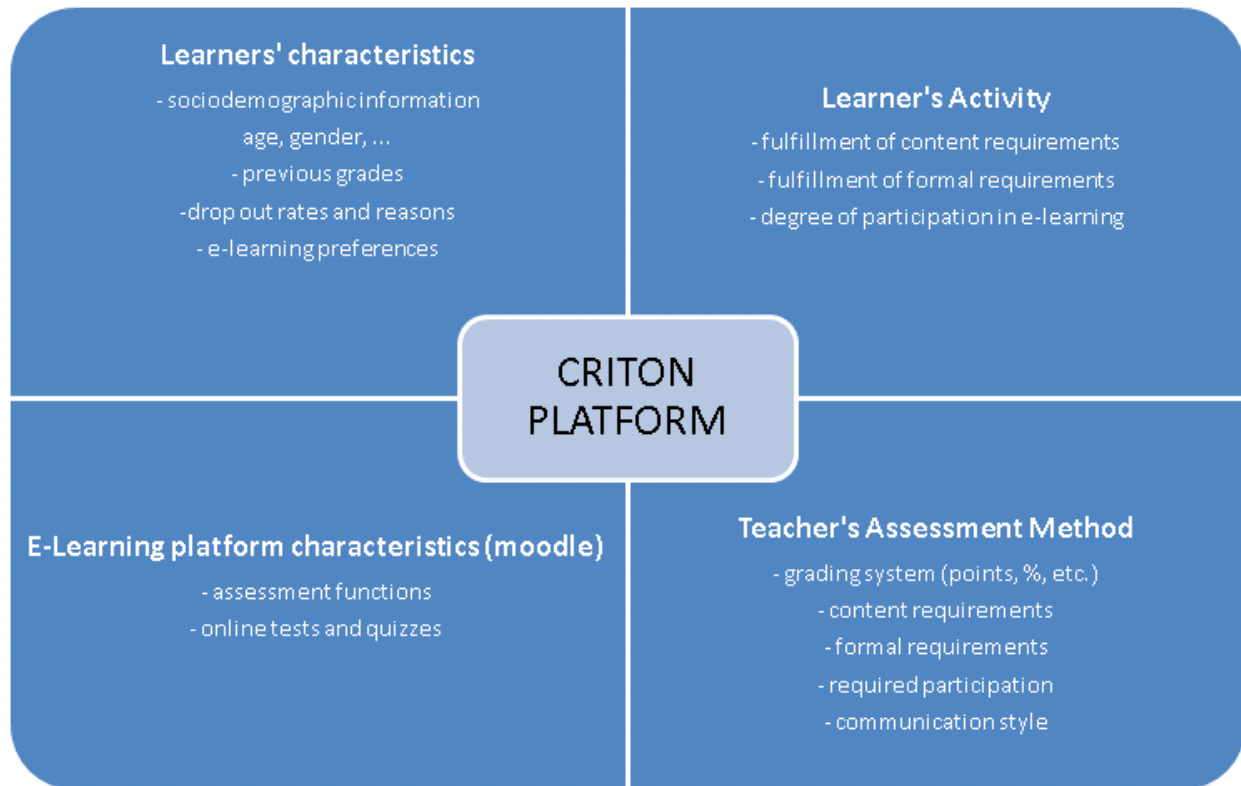 Learners' characteristics
- sociodemographic information
age, gender, ...
- previous grades
-drop out rates and reasons
- e-learning preferences
Learner's Activity
- fulfillment of content requirements
- fulfillment of formal requirements
- degree of participation in e-learning
CRITON
PLATFORM
E-Learning platform characteristics (moodle)
- assessment functions
- online tests and quizzes
Teacher's Assessment Method
- grading system (points, %, etc.)
- content requirements
- formal requirements
- required participation
- communication style